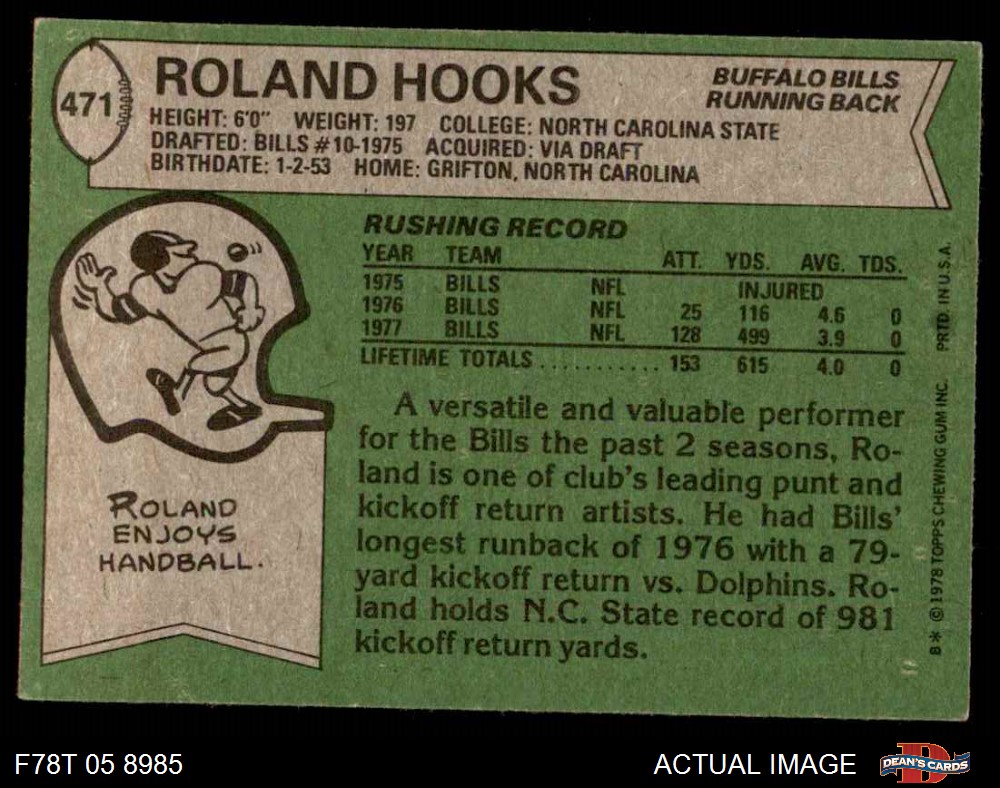 471
ROLAND HOOKS
BUFFALO BILLS
RUNNING BACK
HEIGHT: 6'0" WEIGHT: 197 COLLEGE: NORTH CAROLINA STATE
DRAFTED: BILLS #10-1975 ACQUIRED: VIA DRAFT
BIRTHDATE: 1-2-53 HOME: GRIFTON, NORTH CAROLINA
RUSHING RECORD
YEAR TEAM ATT. YDS. AVG. TDS.
1975 BILLS NFL INJURED
1976 BILLS NFL 25 116 4.6 0
1977 BILLS NFL 128 499 3.9 0
LIFETIME TOTALS ........... 153 615 4.0 0
A versatile and valuable performer
for the Bills the past 2 seasons, Ro-
land is one of club's leading punt and
kickoff return artists. He had Bills'
longest runback of 1976 with a 79-
yard kickoff return vs. Dolphins. Ro-
land holds N.C. State record of 981
kickoff return yards.
ROLAND
ENJOYS
HANDBALL.
B* © 1978 TOPPS CHEWING GUM INC. PRTD. IN U.S.A.
F78T 05 8985
ACTUAL IMAGE
D
DEAN'S CARDS